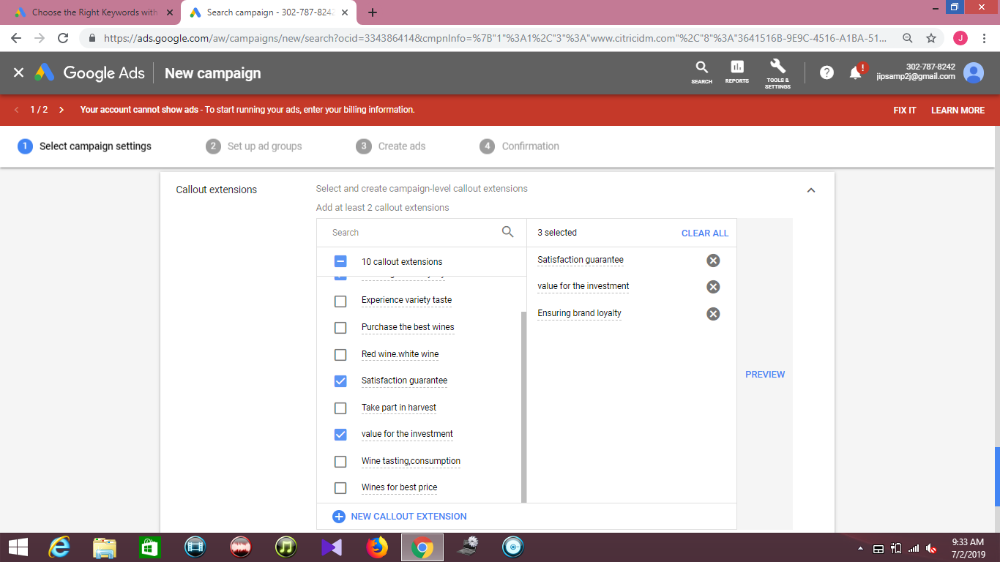 Choose the Right Keywords with
Search campaign - 302-787-8242
https://ads.google.com/aw/campaigns/new/search?ocid=334386414&cmpnInfo=%7B"1"%3A1%2C"3"%3A"www.citricidm.com"%2C"8"%3A"3641516B-9E9C-4516-A1BA-51...
J
Google Ads
New campaign
SEARCH
REPORTS
TOOLS & SETTINGS
302-787-8242
jipsamp2j@gmail.com
1 / 2
Your account cannot show ads - To start running your ads, enter your billing information.
FIX IT
LEARN MORE
1 Select campaign settings
2 Set up ad groups
3 Create ads
4 Confirmation
Callout extensions
Select and create campaign-level callout extensions
Add at least 2 callout extensions
Search
3 selected
CLEAR ALL
10 callout extensions
Experience variety taste
Purchase the best wines
Red wine.white wine
Satisfaction guarantee
Take part in harvest
value for the investment
Wine tasting,consumption
Wines for best price
Satisfaction guarantee
value for the investment
Ensuring brand loyalty
PREVIEW
NEW CALLOUT EXTENSION
9:33 AM
7/2/2019